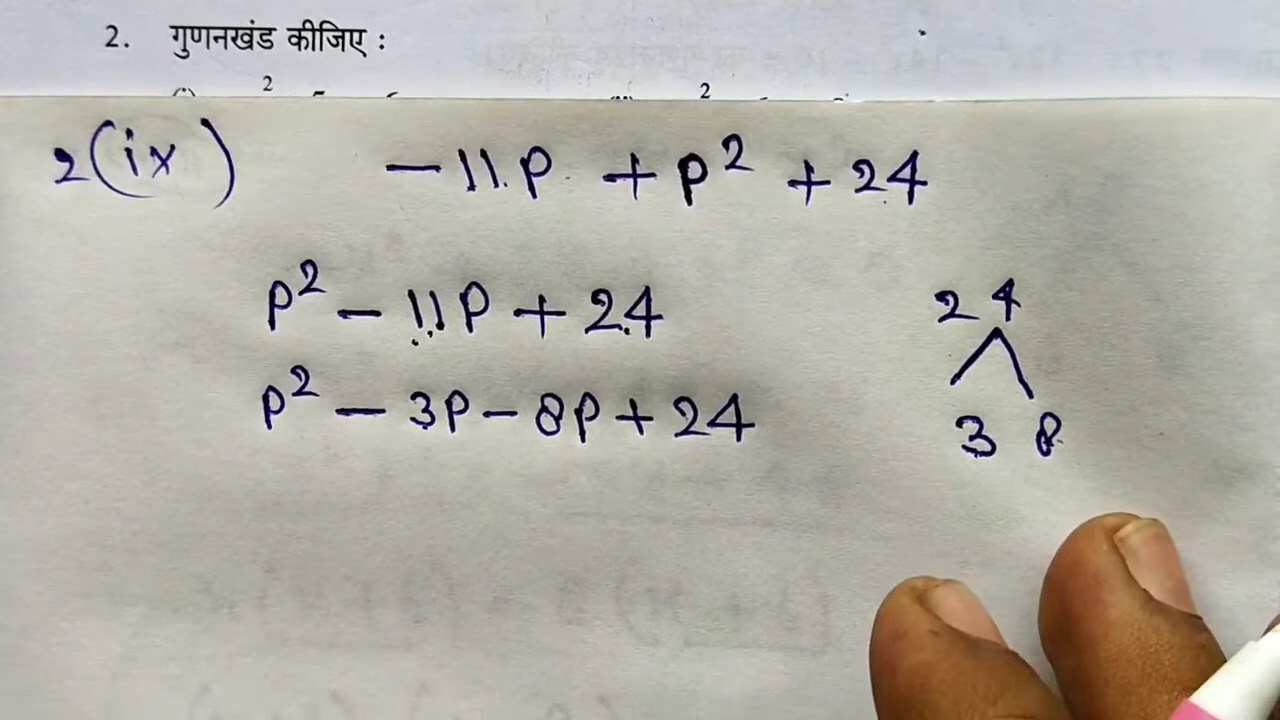 2. गुणनखंड कीजिए :
2 (ix) - 11p + p² + 24
p² - 11p + 24
24
p² - 3p - 8p + 24
3 8